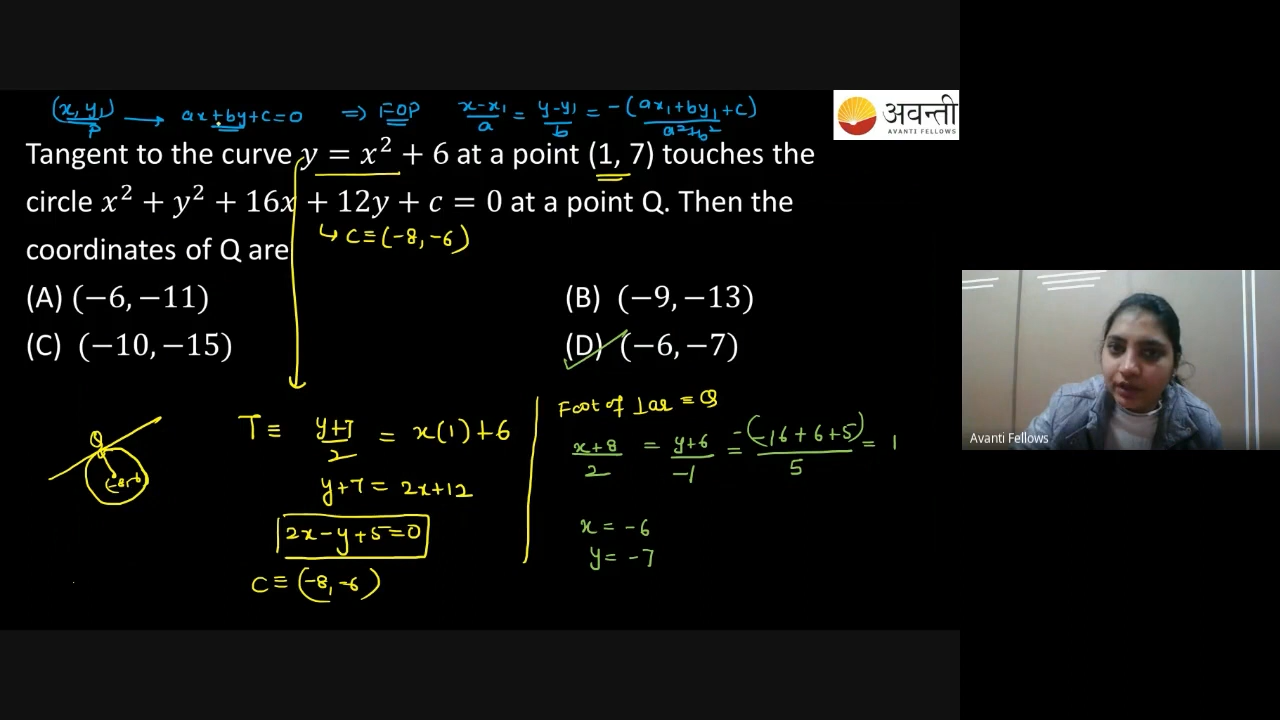 (x, y₁) P → ax+by+c=0 ⇒ FOP (x-x₁)/a = (y-y₁)/b = -(ax₁+by₁+c)/(a²+b²)
अवन्ती
AVANTI FELLOWS
Tangent to the curve y = x² + 6 at a point (1, 7) touches the
circle x² + y² + 16x + 12y + c = 0 at a point Q. Then the
↳ C≡(-8,-6)
coordinates of Q are
(A) (−6, −11)
(B) (−9, −13)
(C) (−10, −15)
(D) (−6, −7)
Q
(-8,-6)
T≡ (y+7)/2 = x(1)+6
y+7 = 2x+12
2x-y+5=0
C≡ (-8,-6)
Foot of ⊥ar ≡ Q
(x+8)/2 = (y+6)/-1 = -(-16+6+5)/5 = 1
x = -6
y = -7
Avanti Fellows